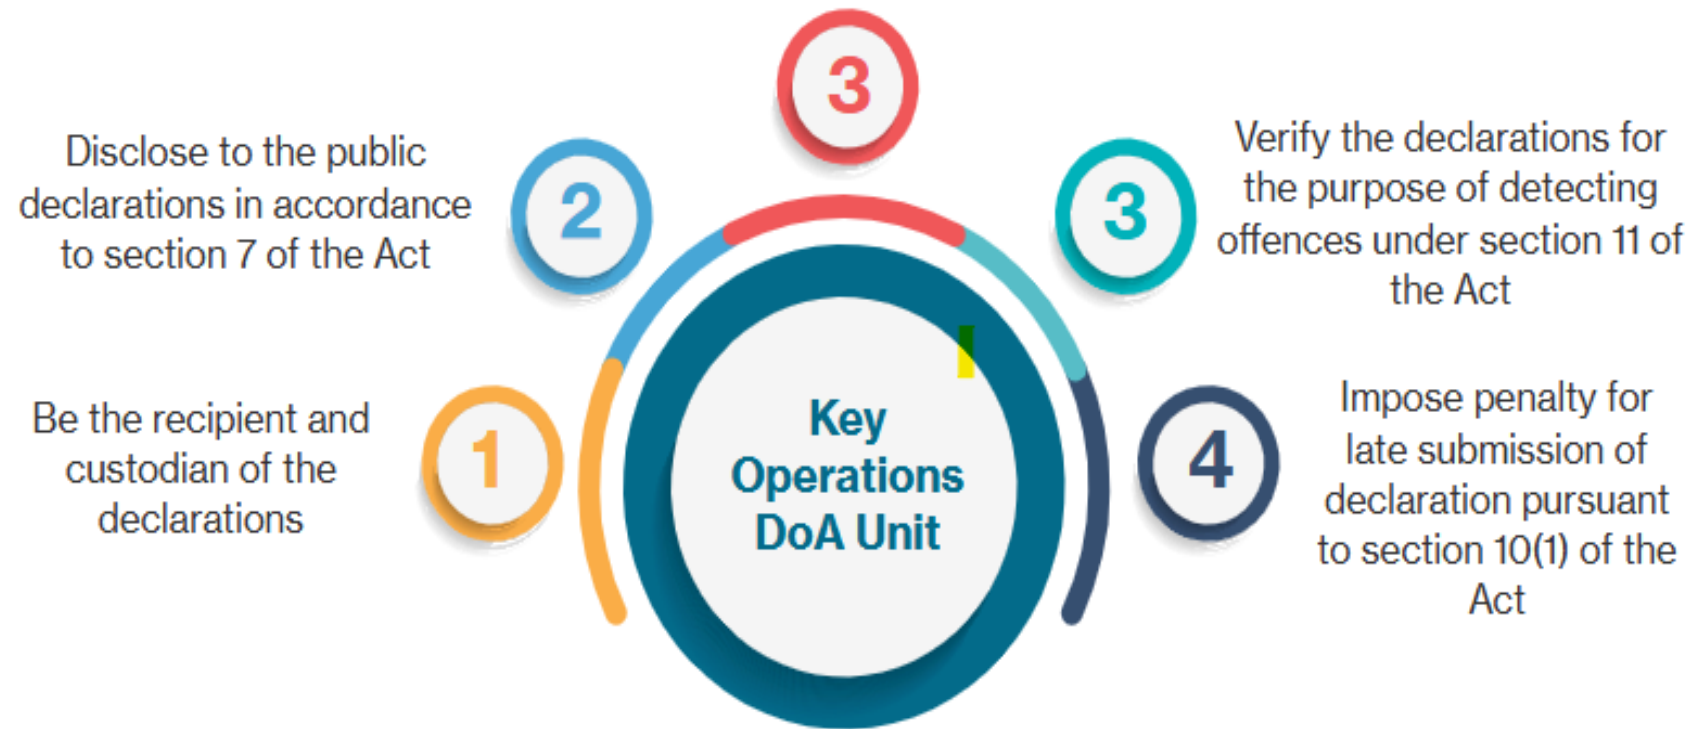 3
Disclose to the public
declarations in accordance
to section 7 of the Act
2
3
Verify the declarations for
the purpose of detecting
offences under section 11 of
the Act
Be the recipient and
custodian of the
declarations
1
Key
Operations
DoA Unit
4
Impose penalty for
late submission of
declaration pursuant
to section 10(1) of the
Act